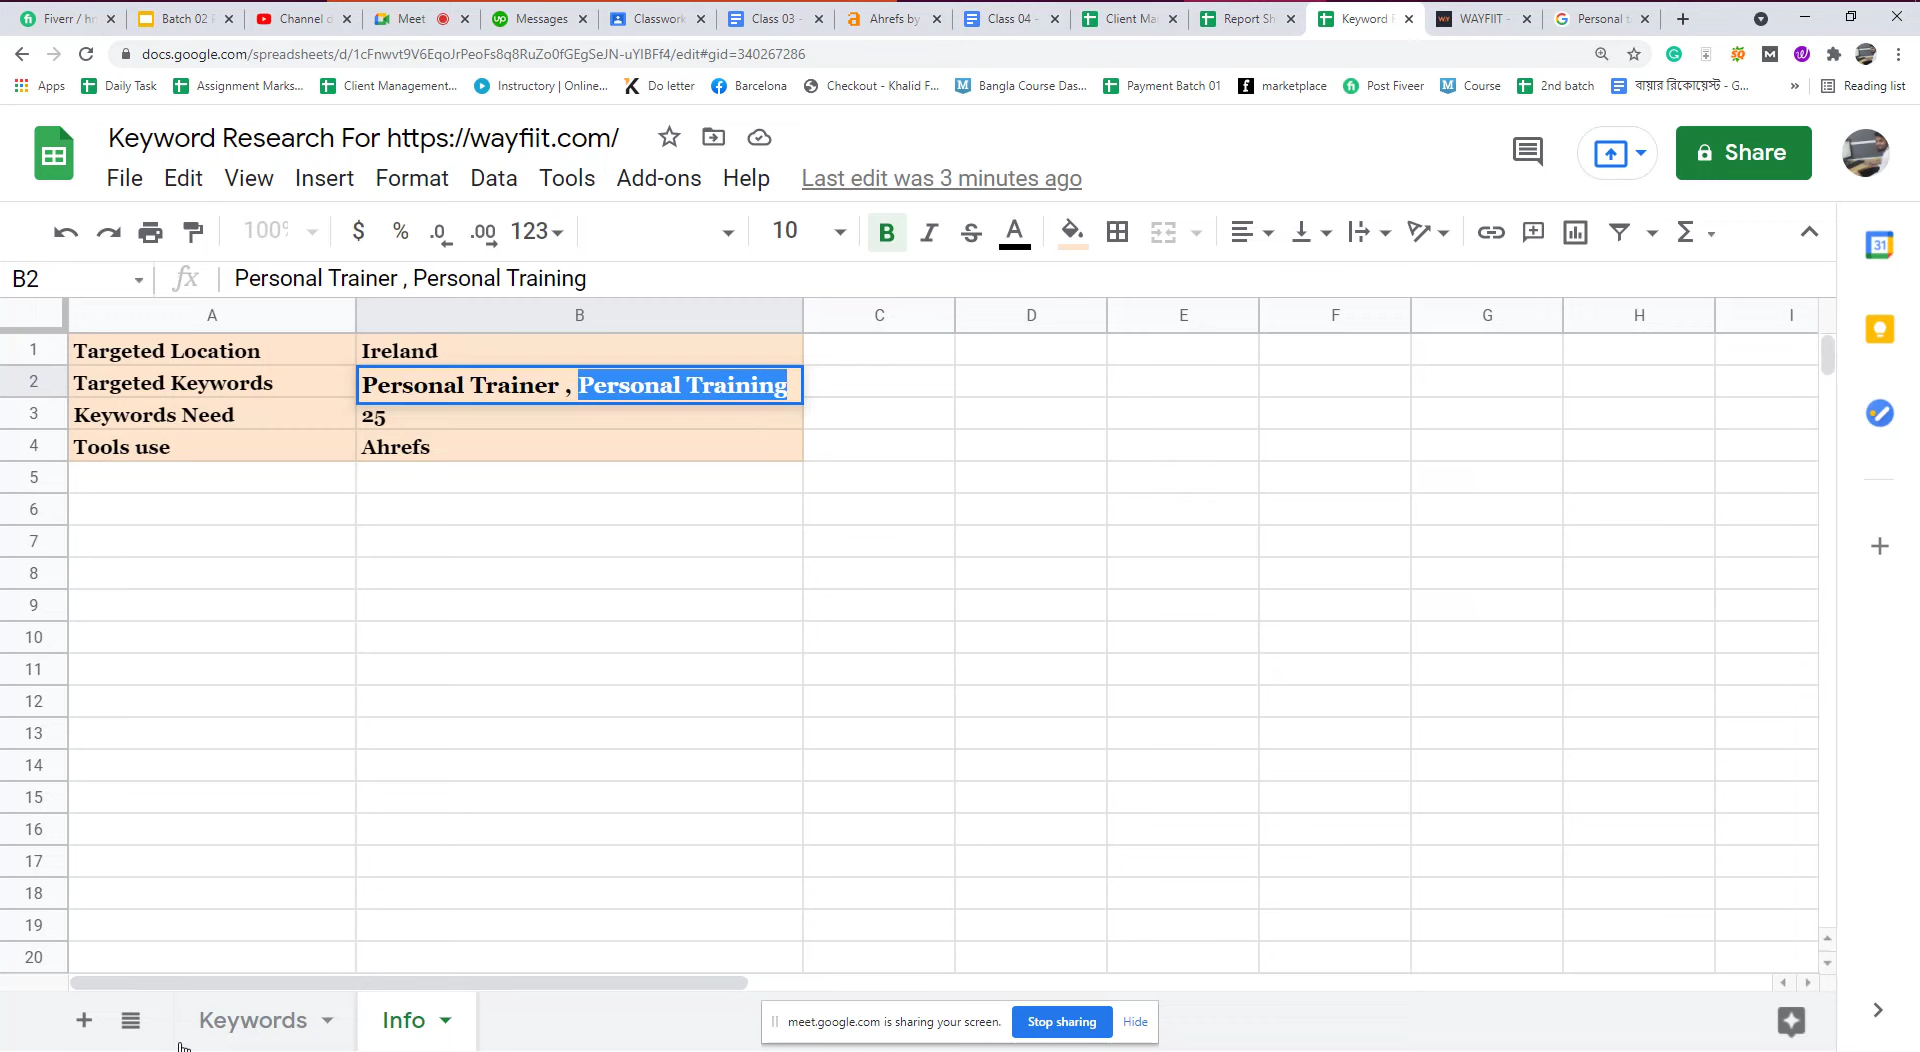 Fiverr / hr
Batch 02 F
Channel d
Meet
Messages
Classwork
Class 03 -
Ahrefs by
Class 04 -
Client Ma
Report Sh
Keyword R
WAYFIIT -
Personal t
docs.google.com/spreadsheets/d/1cFnwvt9V6EqoJrPeoFs8q8RuZo0fGEgSeJN-uYIBFf4/edit#gid=340267286
Apps
Daily Task
Assignment Marks...
Client Management...
Instructory | Online...
Do letter
Barcelona
Checkout - Khalid F...
Bangla Course Das...
Payment Batch 01
marketplace
Post Fiveer
Course
2nd batch
বায়ার রিকোয়েস্ট - G...
Reading list
Keyword Research For https://wayfiit.com/
Share
File Edit View Insert Format Data Tools Add-ons Help Last edit was 3 minutes ago
100% $ % .0 .00 123 10 B I S A
B2 fx Personal Trainer , Personal Training
A B C D E F G H I
1 Targeted Location Ireland
2 Targeted Keywords Personal Trainer , Personal Training
3 Keywords Need 25
4 Tools use Ahrefs
5
6
7
8
9
10
11
12
13
14
15
16
17
18
19
20
Keywords Info
meet.google.com is sharing your screen. Stop sharing Hide
31